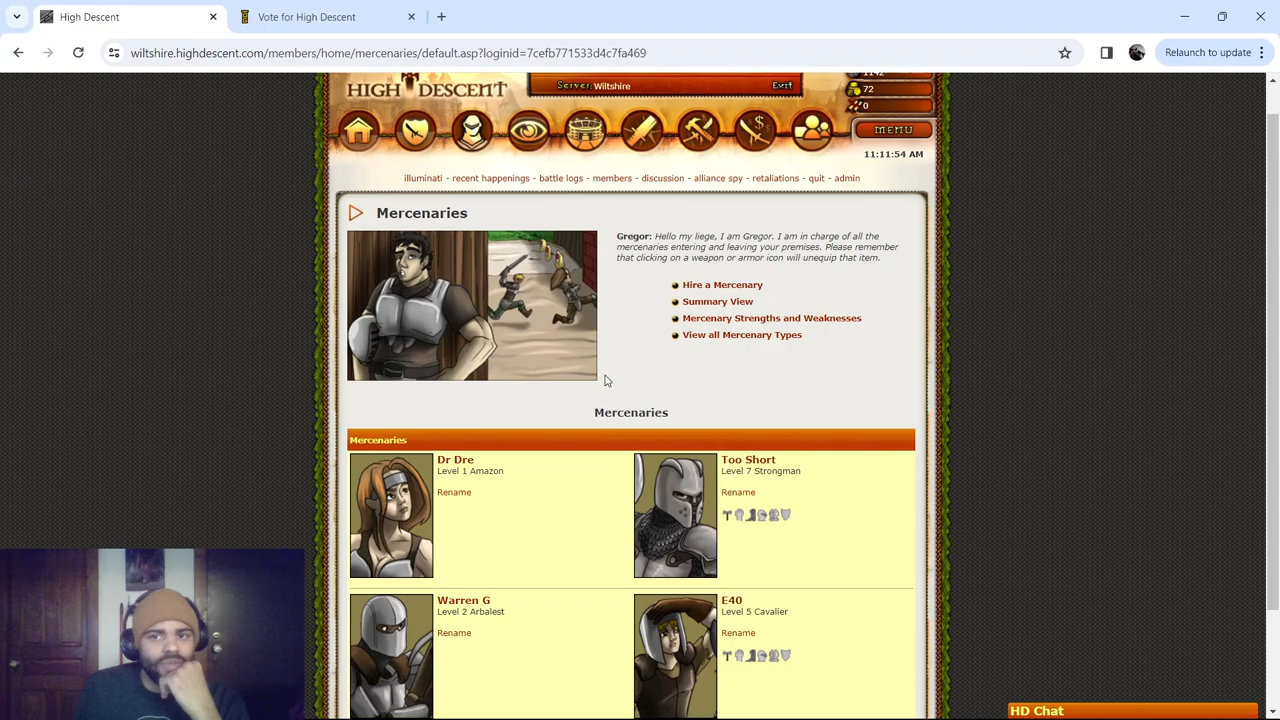 High Descent
Vote for High Descent
Relaunch to update
wiltshire.highdescent.com/members/home/mercenaries/default.asp?loginid=7cefb771533d4c7fa469
HIGH DESCENT
Server: Wiltshire
Exit
1142
72
0
MENU
11:11:54 AM
illuminati - recent happenings - battle logs - members - discussion - alliance spy - retaliations - quit - admin
Mercenaries
Gregor: Hello my liege, I am Gregor. I am in charge of all the
mercenaries entering and leaving your premises. Please remember
that clicking on a weapon or armor icon will unequip that item.
Hire a Mercenary
Summary View
Mercenary Strengths and Weaknesses
View all Mercenary Types
Mercenaries
Mercenaries
Dr Dre
Level 1 Amazon
Rename
Too Short
Level 7 Strongman
Rename
Warren G
Level 2 Arbalest
Rename
E40
Level 5 Cavalier
Rename
HD Chat